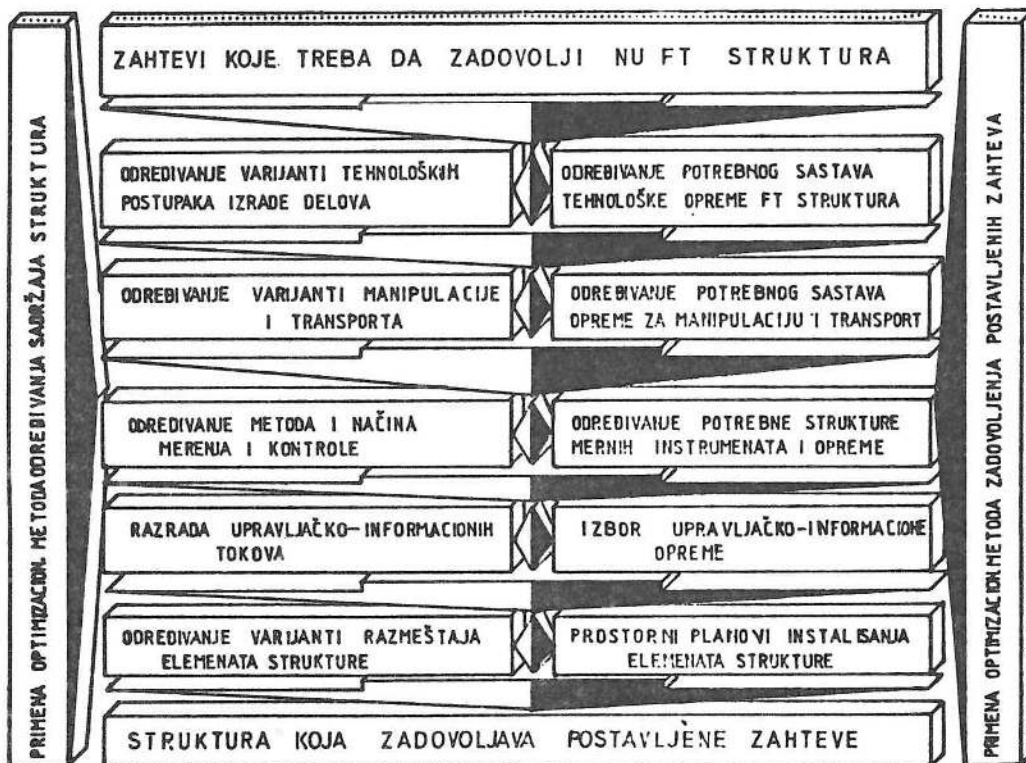 ZAHTEVI KOJE TREBA DA ZADOVOLJI NU FT STRUKTURA
PRIMENA OPTIMIZACION. METODA ODREĐIVANJA SADRŽAJA STRUKTURA
ODREĐIVANJE VARIJANTI TEHNOLOŠKIH
POSTUPAKA IZRADE DELOVA
ODREĐIVANJE POTREBNOG SASTAVA
TEHNOLOŠKE OPREME FT STRUKTURA
ODREĐIVANJE VARIJANTI MANIPULACIJE
I TRANSPORTA
ODREĐIVANJE POTREBNOG SASTAVA
OPREME ZA MANIPULACIJU I TRANSPORT
ODREĐIVANJE METODA I NAČINA
MERENJA I KONTROLE
ODREĐIVANJE POTREBNE STRUKTURE
MERNIH INSTRUMENATA I OPREME
RAZRADA UPRAVLJAČKO-INFORMACIONIH
TOKOVA
IZBOR UPRAVLJAČKO-INFORMACIONE
OPREME
ODREĐIVANJE VARIJANTI RAZMEŠTAJA
ELEMENATA STRUKTURE
PROSTORNI PLANOVI INSTALISANJA
ELEMENATA STRUKTURE
STRUKTURA KOJA ZADOVOLJAVA POSTAVLJENE ZAHTEVE
PRIMENA OPTIMIZACION. METODA ZADOVOLJENJA POSTAVLJENIH ZAHTEVA